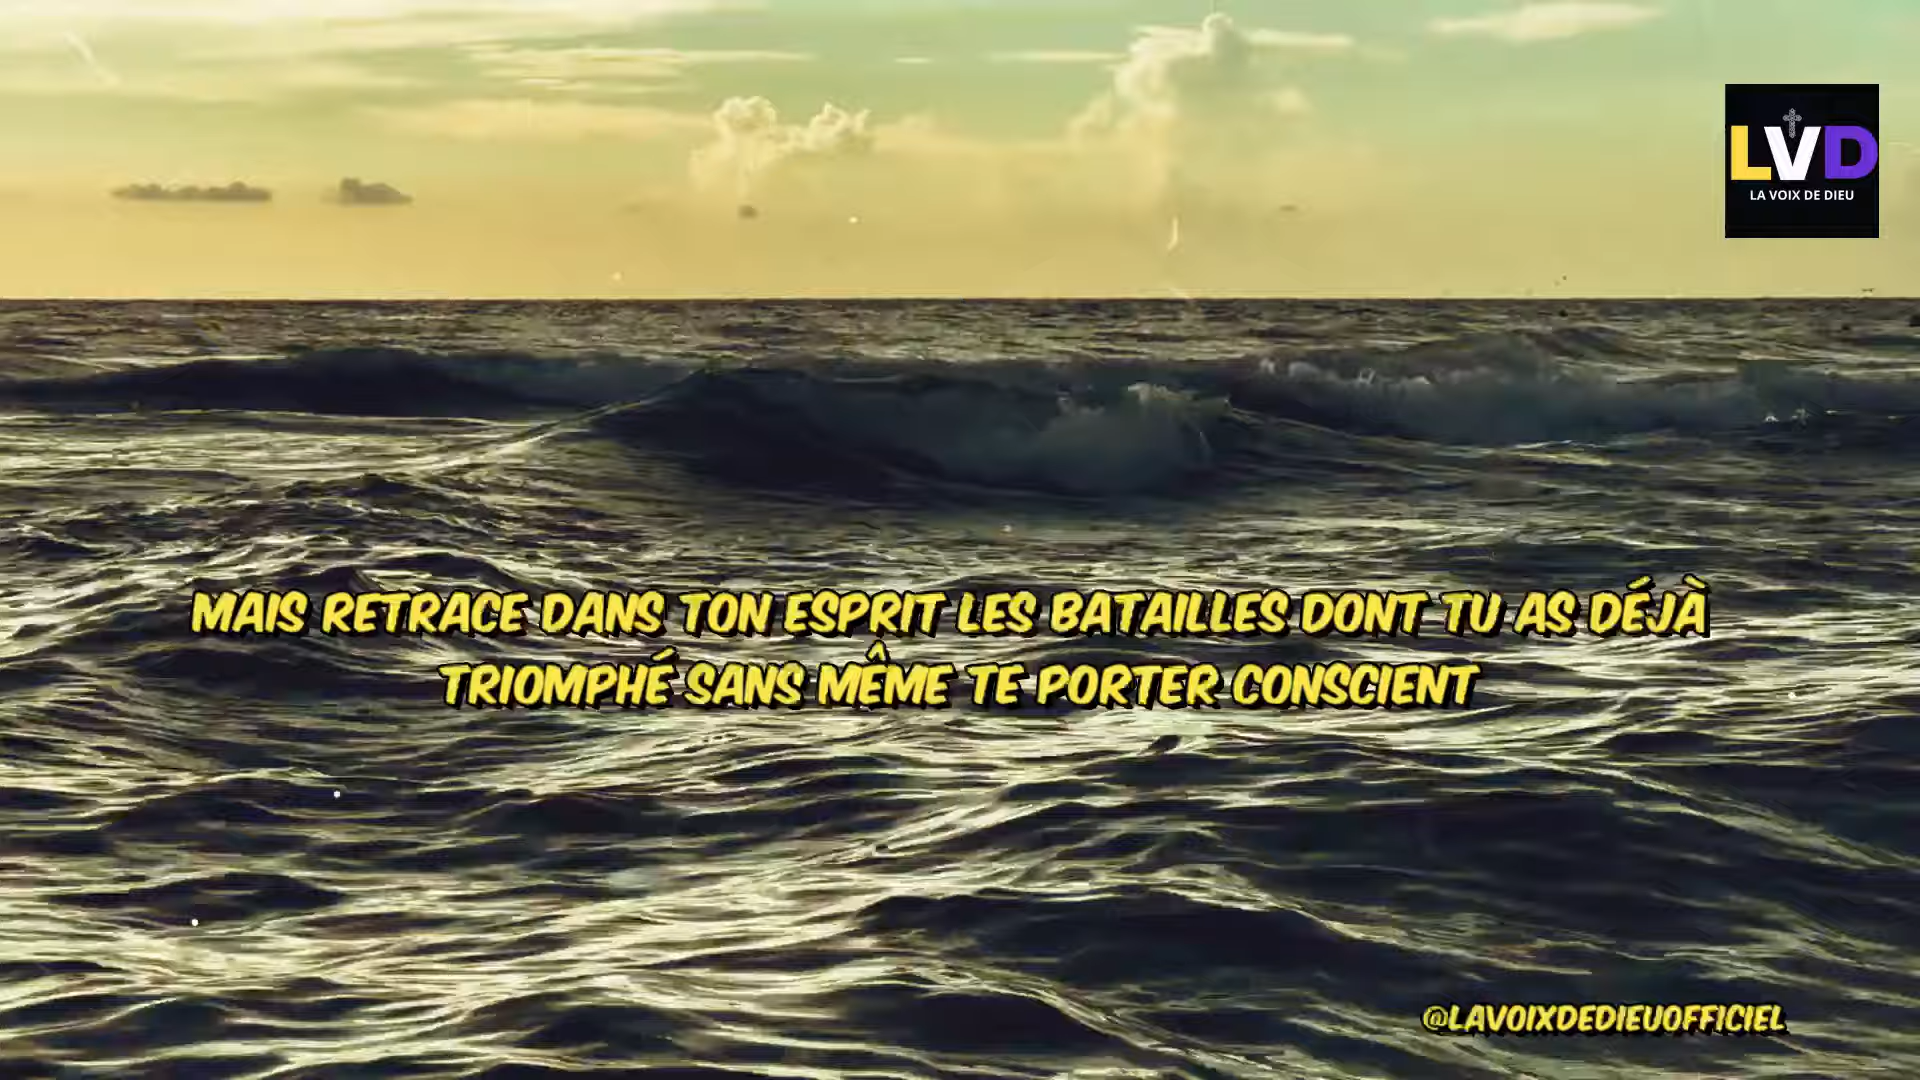 LVD
LA VOIX DE DIEU
MAIS RETRACE DANS TON ESPRIT LES BATAILLES DONT TU AS DÉJÀ
TRIOMPHÉ SANS MÊME TE PORTER CONSCIENT
@LAVOIXDEDIEUOFFICIEL